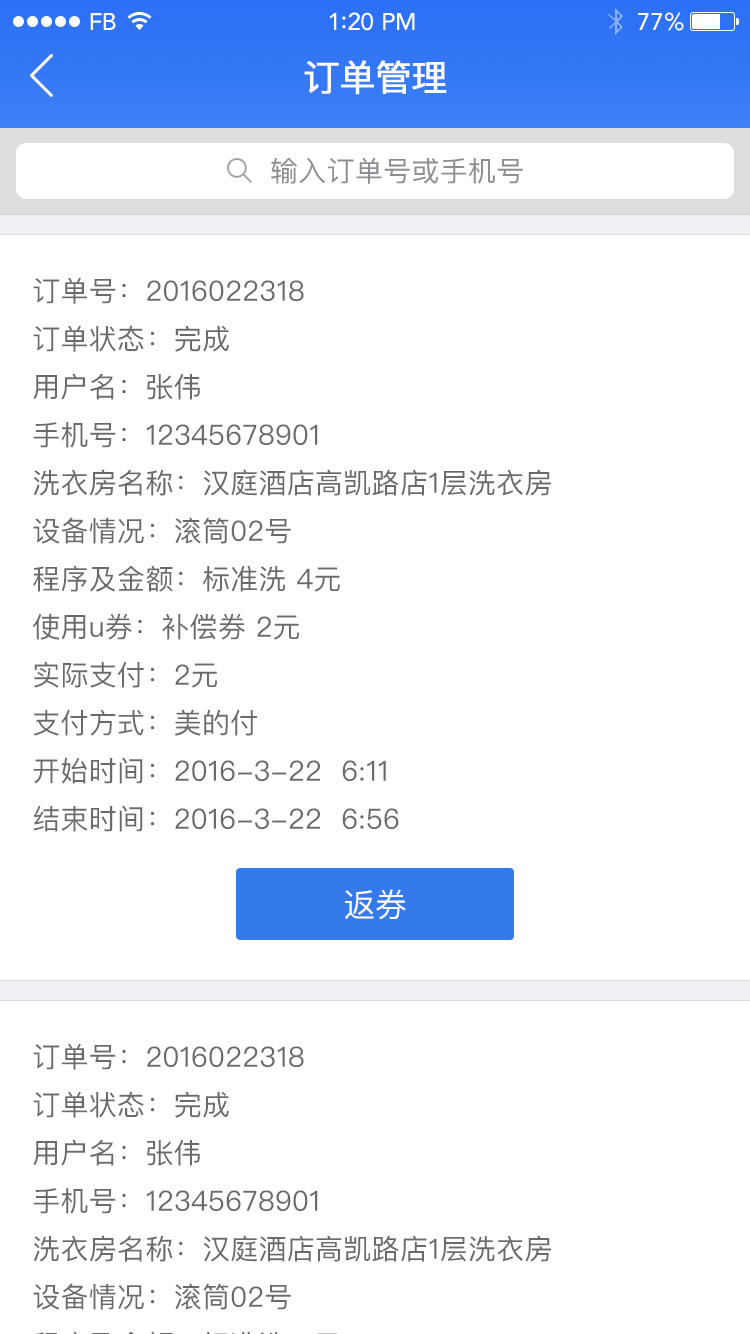 FB 1:20 PM 77%
订单管理
输入订单号或手机号
订单号：2016022318
订单状态：完成
用户名：张伟
手机号：12345678901
洗衣房名称：汉庭酒店高凯路店1层洗衣房
设备情况：滚筒02号
程序及金额：标准洗 4元
使用u券：补偿券 2元
实际支付：2元
支付方式：美的付
开始时间：2016-3-22 6:11
结束时间：2016-3-22 6:56
返券
订单号：2016022318
订单状态：完成
用户名：张伟
手机号：12345678901
洗衣房名称：汉庭酒店高凯路店1层洗衣房
设备情况：滚筒02号